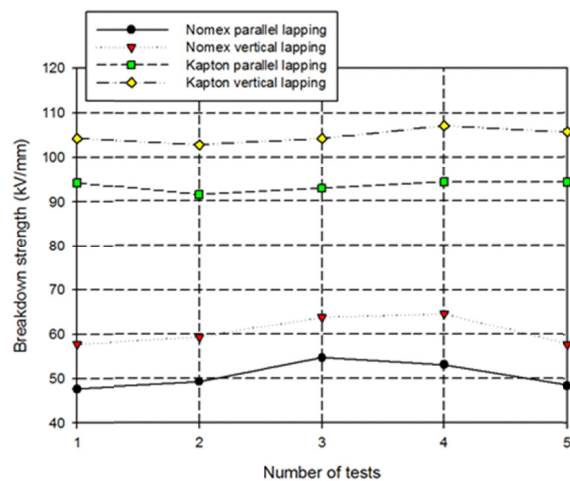 Nomex parallel lapping
Nomex vertical lapping
Kapton parallel lapping
Kapton vertical lapping
120
110
100
90
80
70
60
50
40
Breakdown strength (kV/mm)
1 2 3 4 5
Number of tests